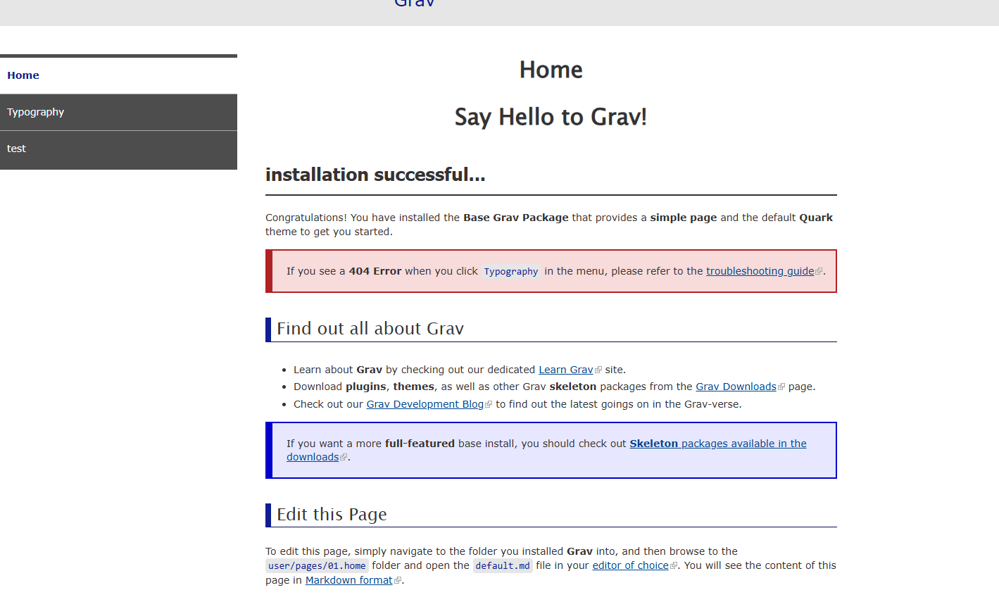 Grav
Home
Typography
test
Home
Say Hello to Grav!
installation successful...
Congratulations! You have installed the Base Grav Package that provides a simple page and the default Quark
theme to get you started.
If you see a 404 Error when you click Typography in the menu, please refer to the troubleshooting guide.
Find out all about Grav
Learn about Grav by checking out our dedicated Learn Grav site.
Download plugins, themes, as well as other Grav skeleton packages from the Grav Downloads page.
Check out our Grav Development Blog to find out the latest goings on in the Grav-verse.
If you want a more full-featured base install, you should check out Skeleton packages available in the
downloads.
Edit this Page
To edit this page, simply navigate to the folder you installed Grav into, and then browse to the
user/pages/01.home folder and open the default.md file in your editor of choice. You will see the content of this
page in Markdown format.